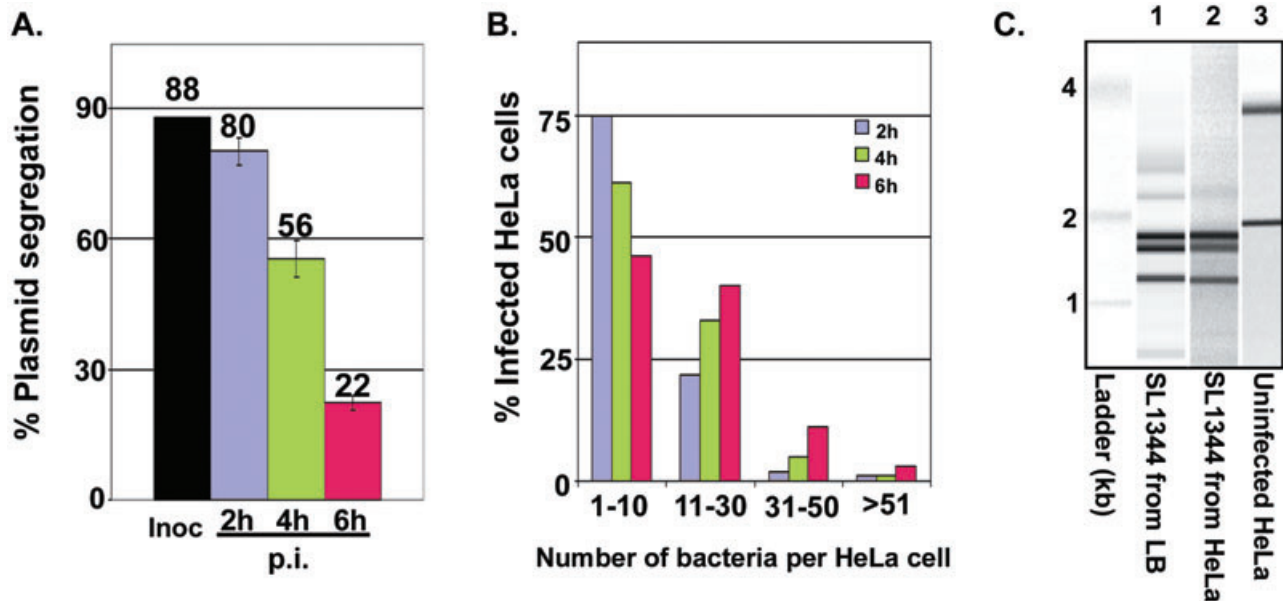 A.
% Plasmid segregation
90
60
30
0
88
80
56
22
Inoc
2h 4h 6h
p.i.
B.
% Infected HeLa cells
75
50
25
0
2h
4h
6h
1-10 11-30 31-50 >51
Number of bacteria per HeLa cell
C.
1 2 3
4
2
1
Ladder (kb)
SL1344 from LB
SL1344 from HeLa
Uninfected HeLa